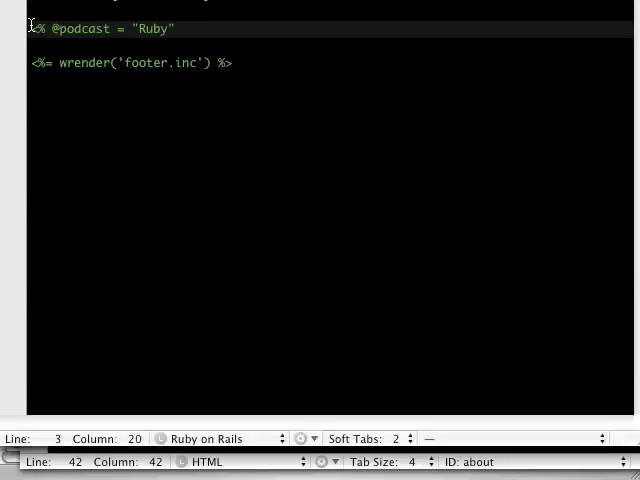 <% @podcast = "Ruby"
<%= wrender('footer.inc') %>
Line: 3 Column: 20 L Ruby on Rails Soft Tabs: 2 —
Line: 42 Column: 42 L HTML Tab Size: 4 ID: about